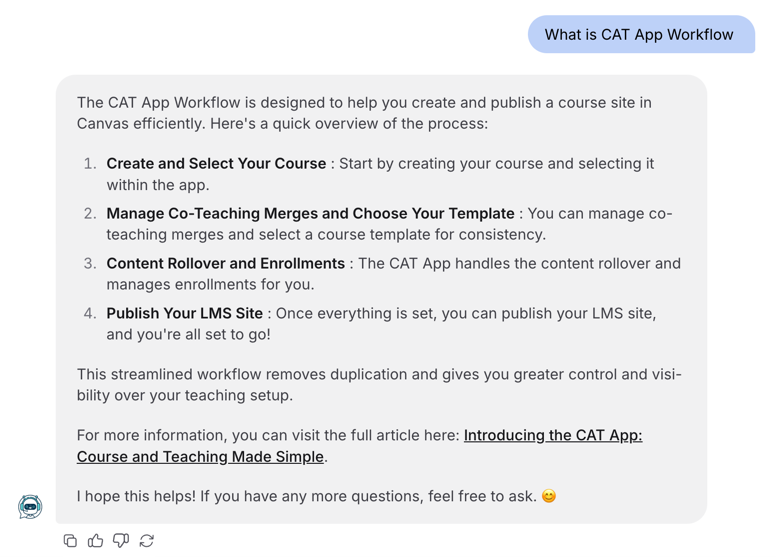 What is CAT App Workflow
The CAT App Workflow is designed to help you create and publish a course site in
Canvas efficiently. Here's a quick overview of the process:
1. Create and Select Your Course : Start by creating your course and selecting it
within the app.
2. Manage Co-Teaching Merges and Choose Your Template : You can manage co-
teaching merges and select a course template for consistency.
3. Content Rollover and Enrollments : The CAT App handles the content rollover and
manages enrollments for you.
4. Publish Your LMS Site : Once everything is set, you can publish your LMS site,
and you're all set to go!
This streamlined workflow removes duplication and gives you greater control and visi-
bility over your teaching setup.
For more information, you can visit the full article here: Introducing the CAT App:
Course and Teaching Made Simple.
I hope this helps! If you have any more questions, feel free to ask. 😊